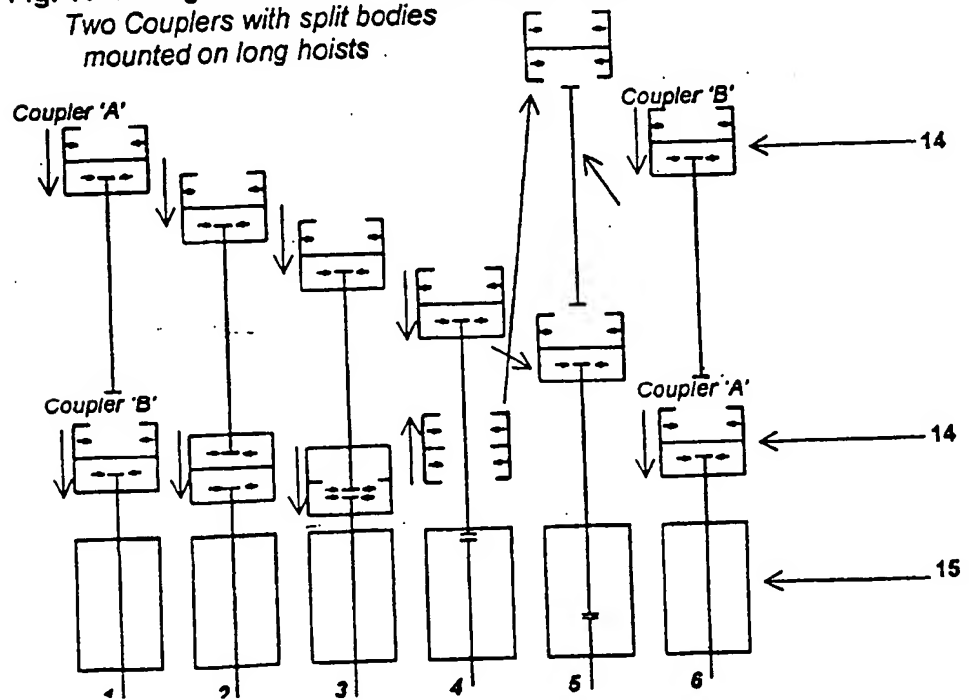 Two Couplers with split bodies
mounted on long hoists
Coupler 'A'
Coupler 'B'
14
Coupler 'B'
Coupler 'A'
14
15
1 2 3 4 5 6